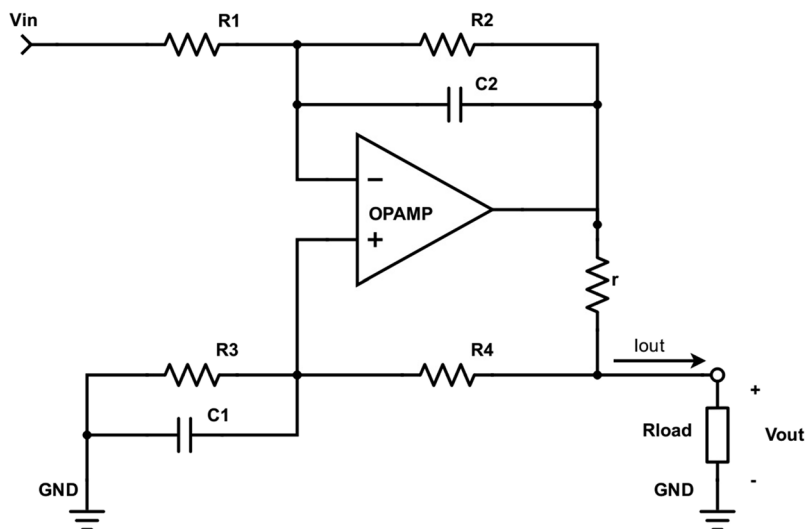 Vin
R1
R2
C2
−
OPAMP
+
r
R3
R4
Iout
C1
+
Rload
Vout
GND
GND
-